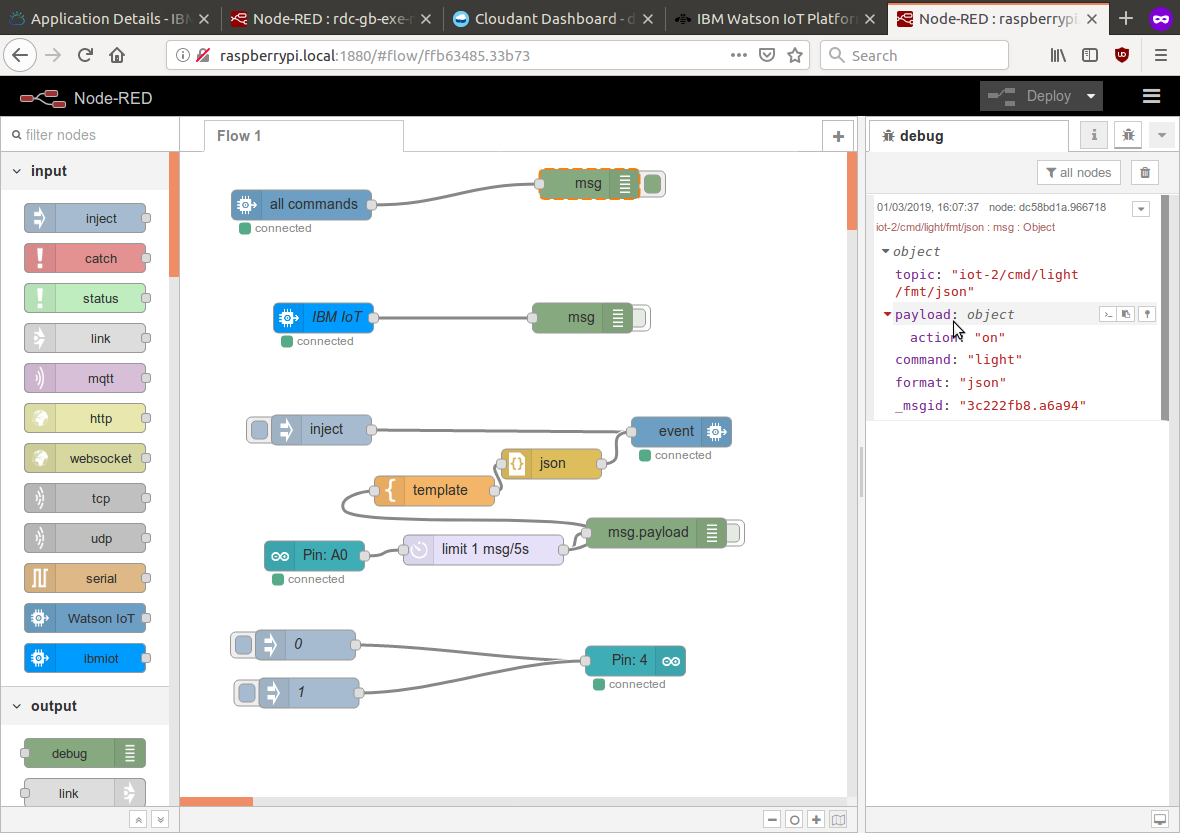 Application Details - IBM
Node-RED : rdc-gb-exe-r
Cloudant Dashboard - d
IBM Watson IoT Platfor
Node-RED : raspberrypi.
raspberrypi.local:1880/#flow/ffb63485.33b73
Search
Node-RED
Deploy
filter nodes
Flow 1
debug
i
all nodes
input
inject
catch
status
link
mqtt
http
websocket
tcp
udp
serial
Watson IoT
ibmiot
output
debug
link
all commands
connected
msg
IBM IoT
connected
msg
inject
event
connected
json
template
msg.payload
Pin: A0
connected
limit 1 msg/5s
0
1
Pin: 4
connected
01/03/2019, 16:07:37 node: dc58bd1a.966718
iot-2/cmd/light/fmt/json : msg : Object
object
topic: "iot-2/cmd/light
/fmt/json"
payload: object
action: "on"
command: "light"
format: "json"
_msgid: "3c222fb8.a6a94"